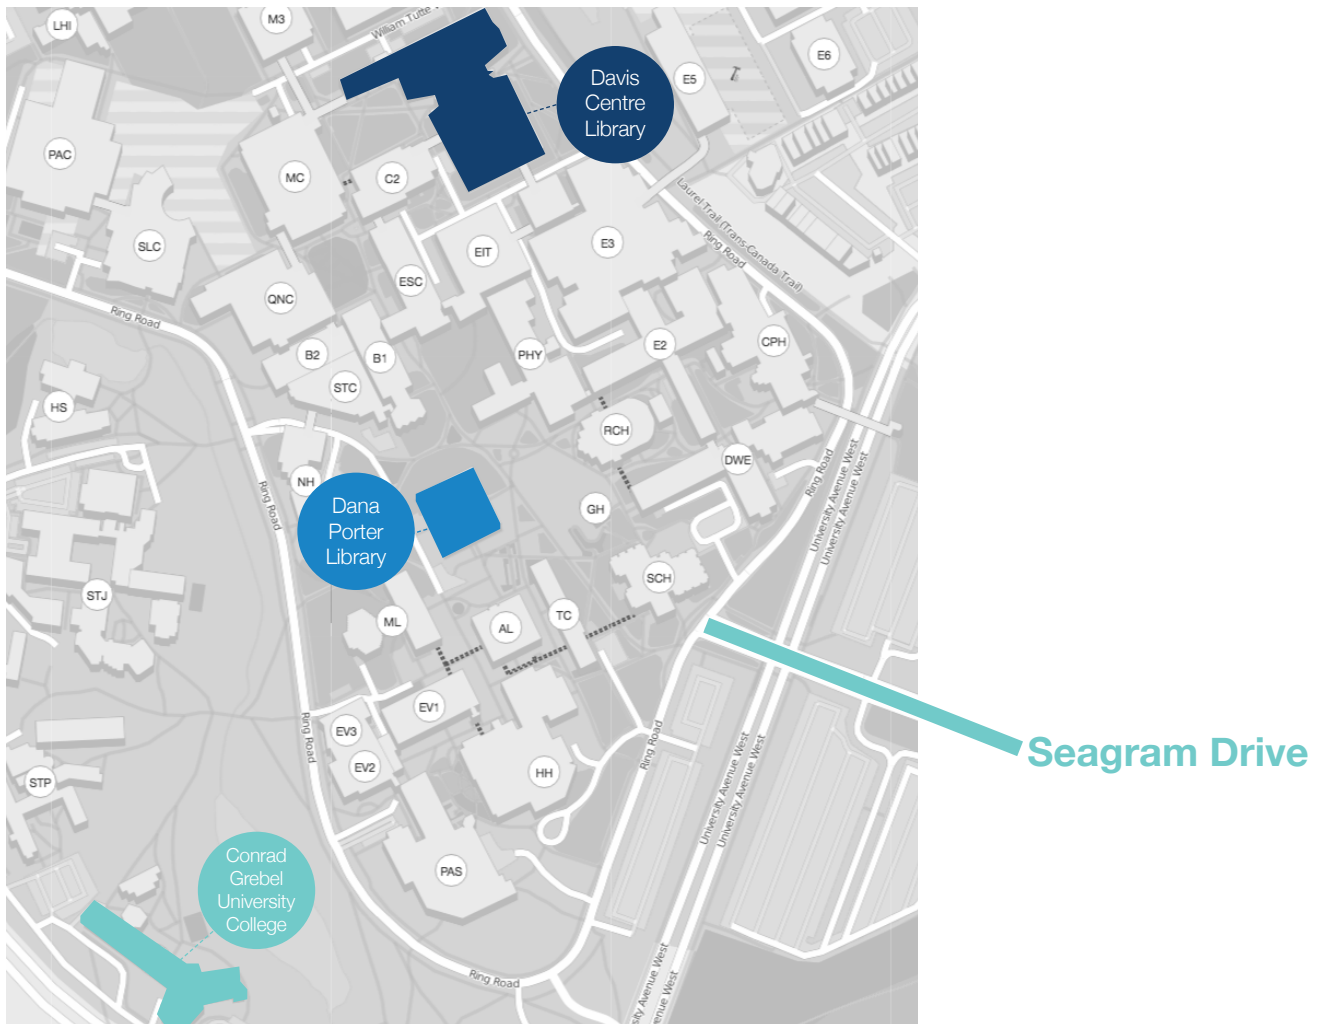 LHI
M3
William Tutte
E6
E5
Davis
Centre
Library
PAC
MC
C2
Laurel Trail (Trans-Canada Trail)
Ring Road
SLC
EIT
E3
ESC
QNC
Ring Road
B2
B1
PHY
E2
CPH
STC
HS
RCH
DWE
Ring Road
University Avenue West
University Avenue West
NH
Ring Road
Dana
Porter
Library
GH
STJ
SCH
ML
AL
TC
EV1
EV3
Ring Road
EV2
HH
Ring Road
University Avenue West
University Avenue West
Seagram Drive
STP
Conrad
Grebel
University
College
PAS
Ring Road
sity Avenue West
enue West